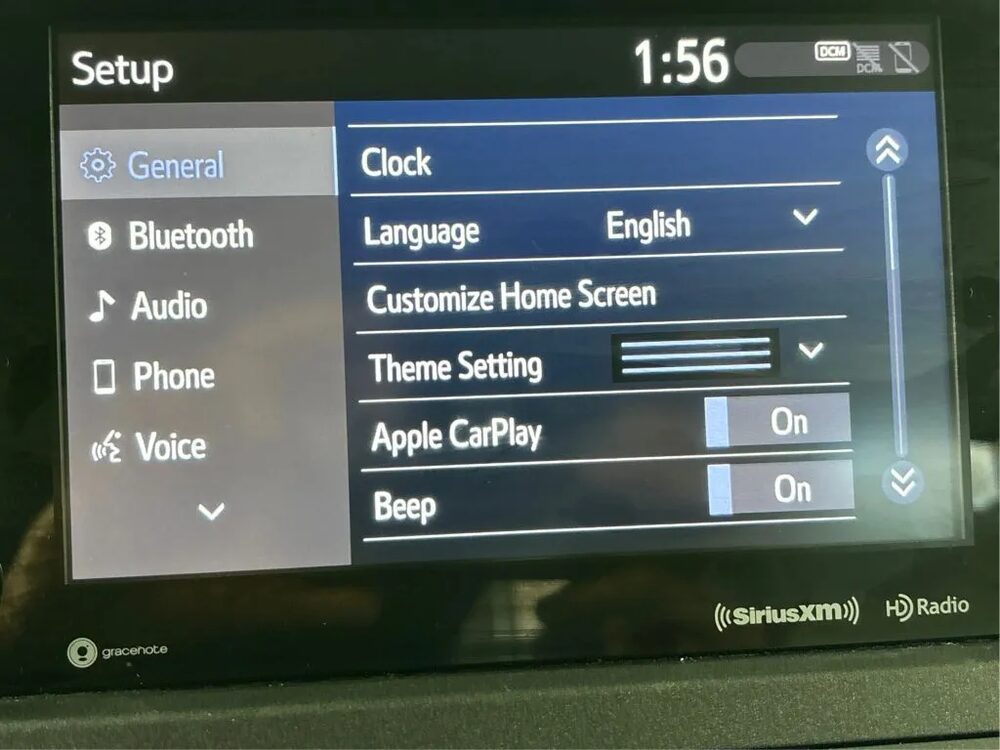 Setup
1:56
DCM
DCM
General
Bluetooth
Audio
Phone
Voice
Clock
Language English
Customize Home Screen
Theme Setting
Apple CarPlay On
Beep On
SiriusXM
HD Radio
gracenote